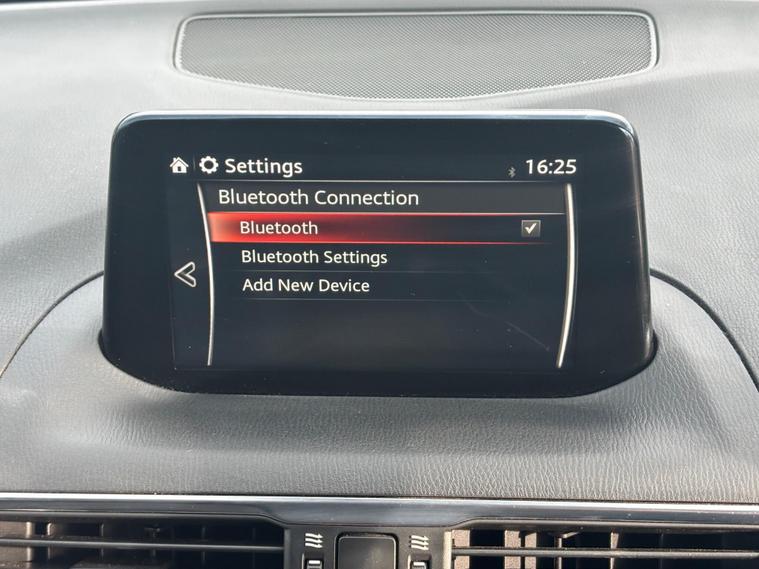 Settings 16:25
Bluetooth Connection
Bluetooth
Bluetooth Settings
Add New Device